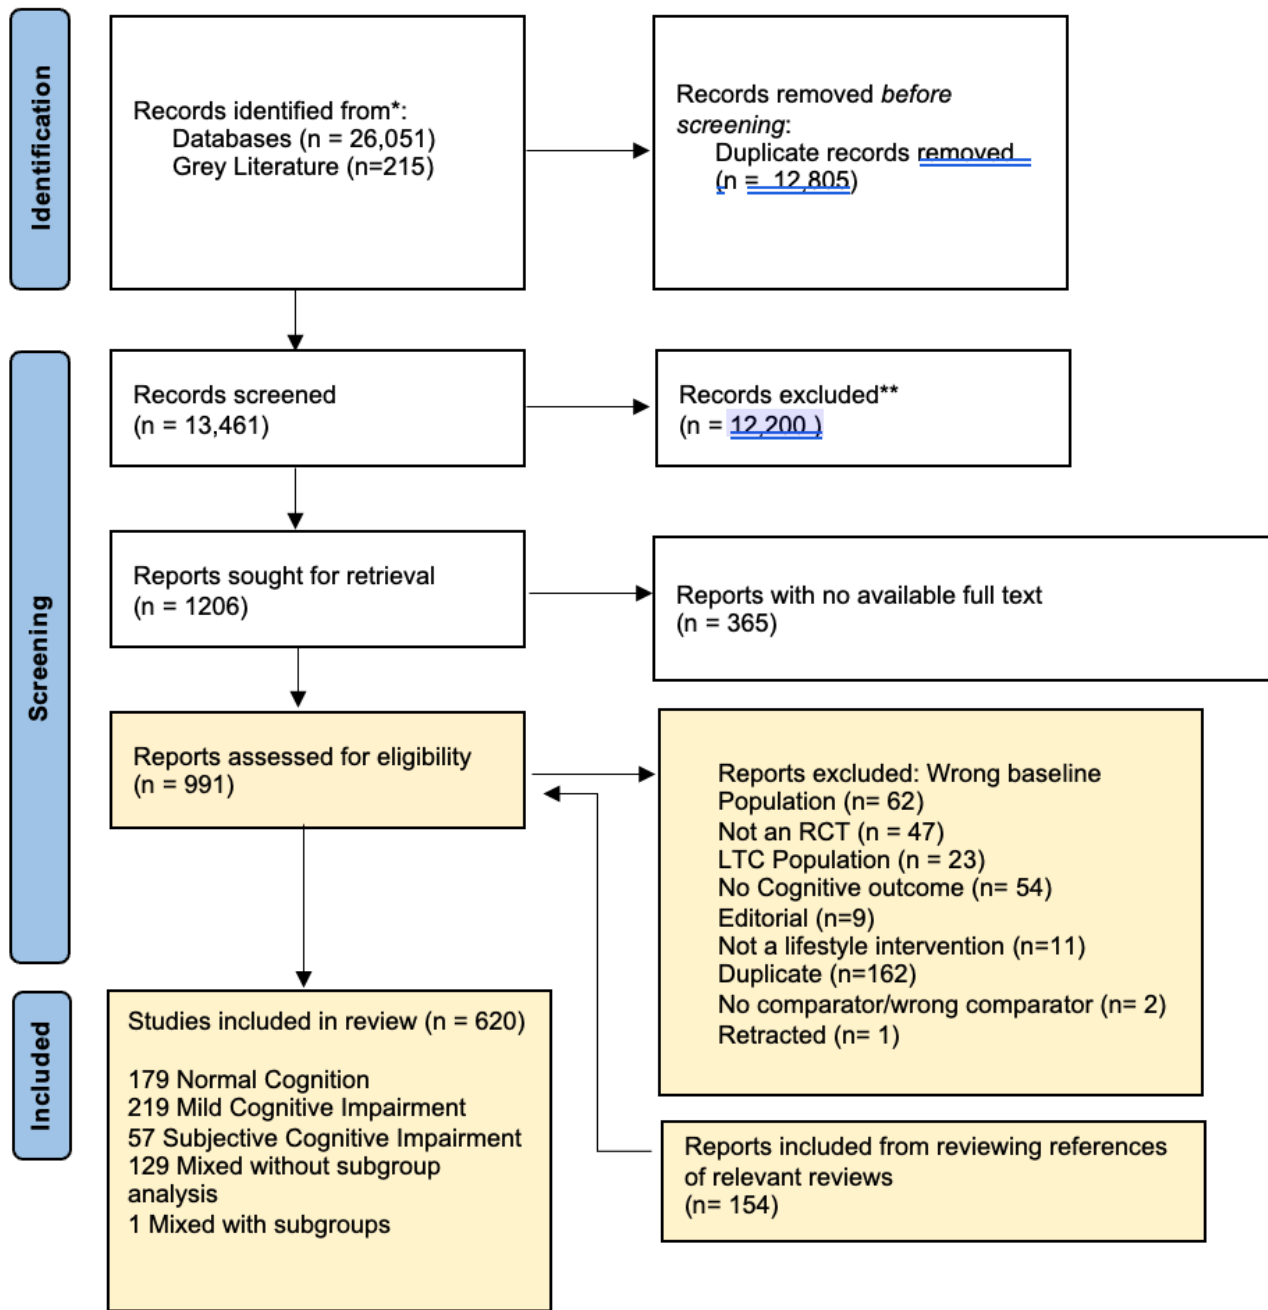 Identification
Records identified from*:
Databases (n = 26,051)
Grey Literature (n=215)
Records removed before
screening:
Duplicate records removed
(n = 12,805)
Screening
Records screened
(n = 13,461)
Records excluded**
(n = 12,200 )
Reports sought for retrieval
(n = 1206)
Reports with no available full text
(n = 365)
Reports assessed for eligibility
(n = 991)
Reports excluded: Wrong baseline
Population (n= 62)
Not an RCT (n = 47)
LTC Population (n = 23)
No Cognitive outcome (n= 54)
Editorial (n=9)
Not a lifestyle intervention (n=11)
Duplicate (n=162)
No comparator/wrong comparator (n= 2)
Retracted (n= 1)
Included
Studies included in review (n = 620)
179 Normal Cognition
219 Mild Cognitive Impairment
57 Subjective Cognitive Impairment
129 Mixed without subgroup
analysis
1 Mixed with subgroups
Reports included from reviewing references
of relevant reviews
(n= 154)